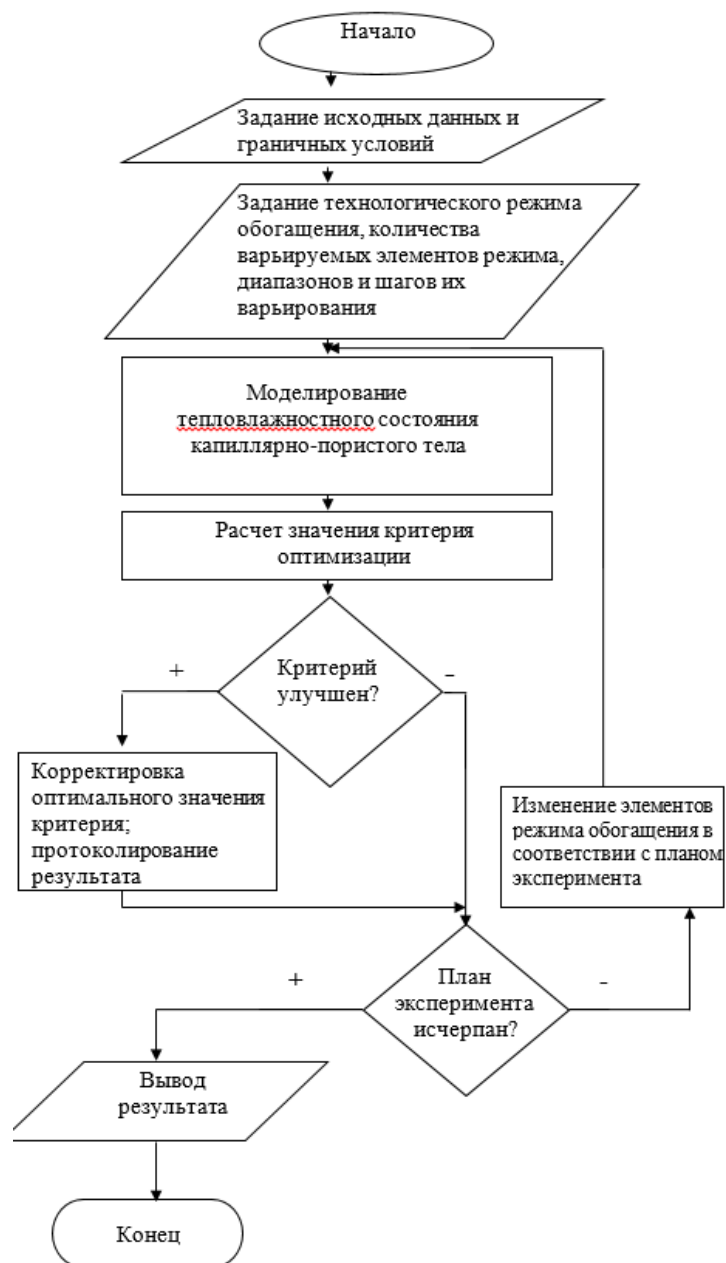 Начало
Задание исходных данных и
граничных условий
Задание технологического режима
обогащения, количества
варьируемых элементов режима,
диапазонов и шагов их
варьирования
Моделирование
тепловлажностного состояния
капиллярно-пористого тела
Расчет значения критерия
оптимизации
+
-
Критерий
улучшен?
Корректировка
оптимального значения
критерия;
протоколирование
результата
Изменение элементов
режима обогащения в
соответствии с планом
эксперимента
+
-
План
эксперимента
исчерпан?
Вывод
результата
Конец